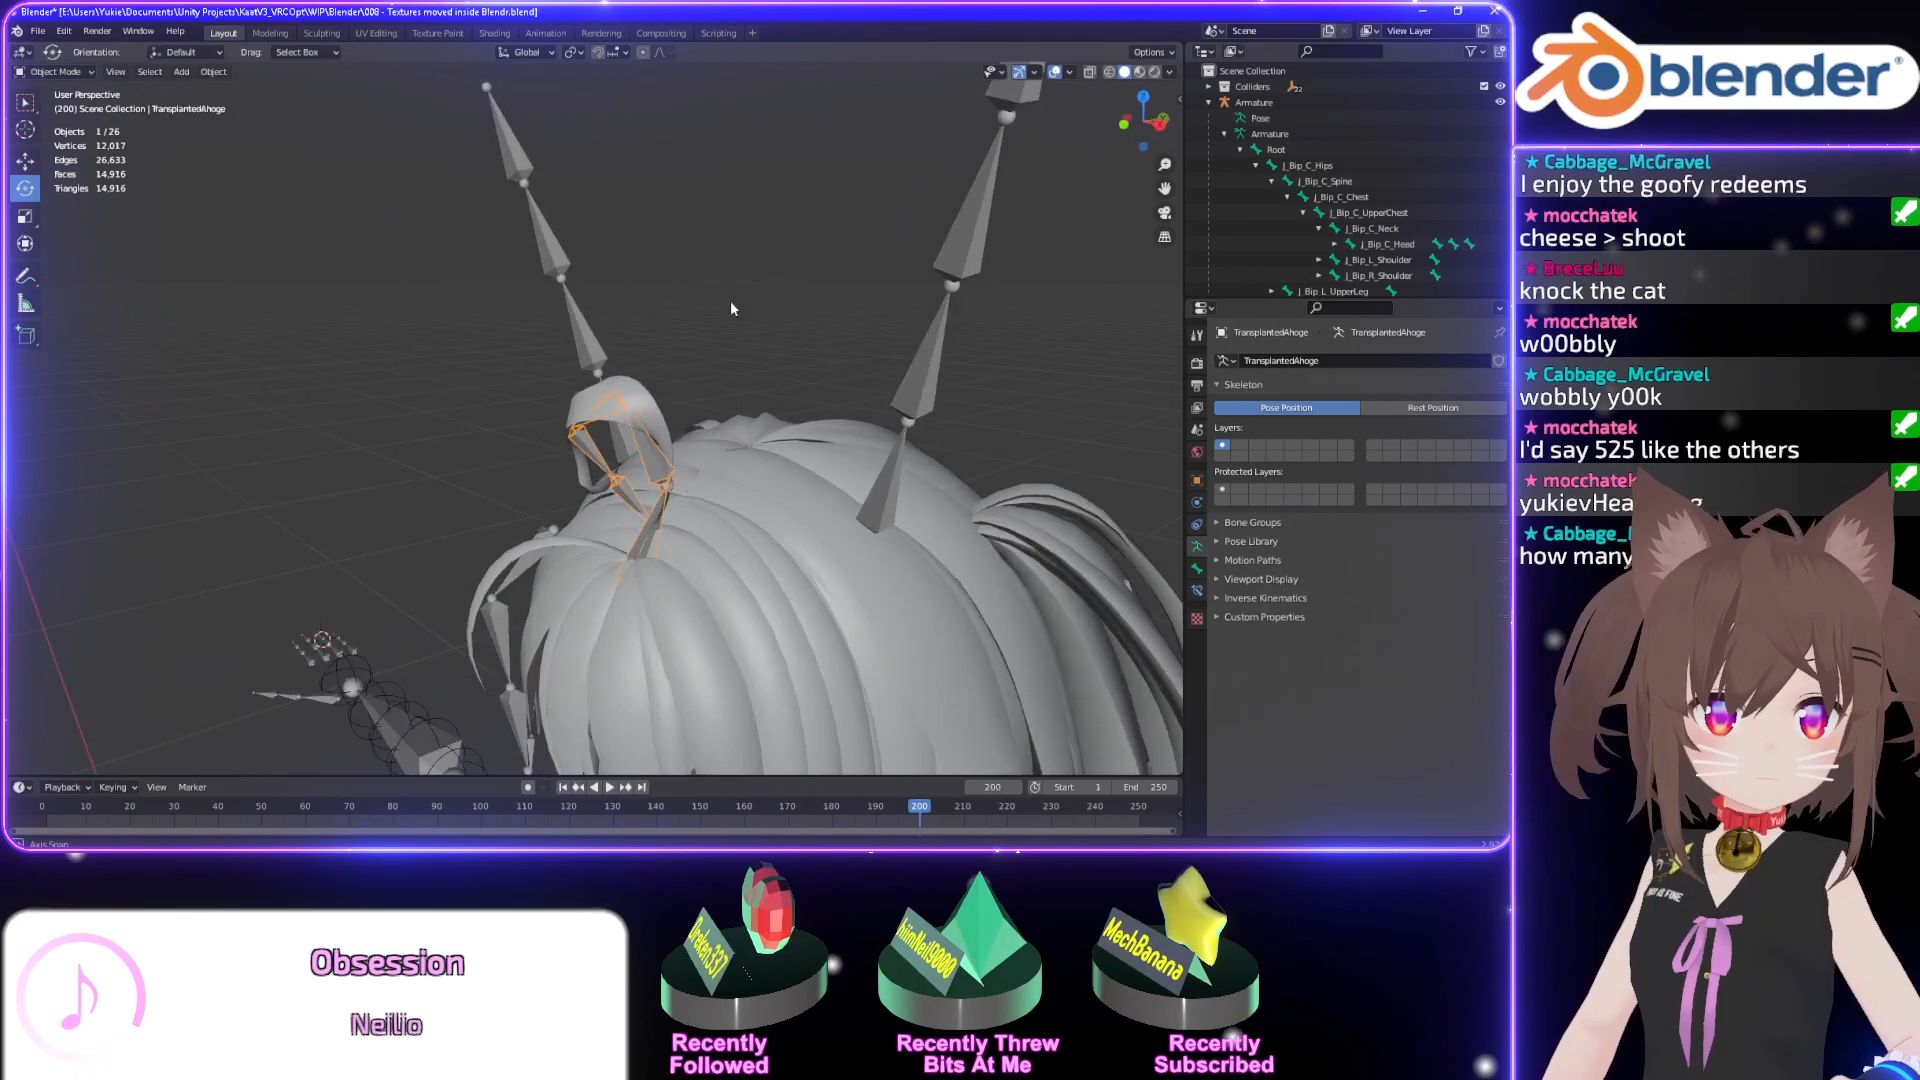 Blender* [E:\Users\Yukie\Documents\Unity Projects\KaatV3_VRCOpt\WIP\Blender\008 - Textures moved inside Blendr.blend]
File Edit Render Window Help
Layout Modeling Sculpting UV Editing Texture Paint Shading Animation Rendering Compositing Scripting +
Scene
View Layer
Orientation: Default Drag: Select Box
Global
Options
Object Mode View Select Add Object
User Perspective
(200) Scene Collection | TransplantedAhoge
Objects 1 / 26
Vertices 12,017
Edges 26,633
Faces 14,916
Triangles 14,916
Scene Collection
Colliders
22
Armature
Pose
Armature
Root
J_Bip_C_Hips
J_Bip_C_Spine
J_Bip_C_Chest
J_Bip_C_UpperChest
J_Bip_C_Neck
J_Bip_C_Head
J_Bip_L_Shoulder
J_Bip_R_Shoulder
J_Bip_L_UpperLeg
TransplantedAhoge TransplantedAhoge
TransplantedAhoge
Skeleton
Pose Position Rest Position
Layers:
Protected Layers:
Bone Groups
Pose Library
Motion Paths
Viewport Display
Inverse Kinematics
Custom Properties
Playback Keying View Marker
200 Start 1 End 250
0 10 20 30 40 50 60 70 80 90 100 110 120 130 140 150 160 170 180 190 200 210 220 230 240 250
Axis Snap
blender®
Cabbage_McGravel
I enjoy the goofy redeems
mocchatek
cheese > shoot
BreceLuu
knock the cat
mocchatek
w00bbly
Cabbage_McGravel
wobbly y00k
mocchatek
I'd say 525 like the others
mocchatek
Cabbage_
how many
Obsession
Neilio
MechBanana
Recently
Followed
Recently Threw
Bits At Me
Recently
Subscribed